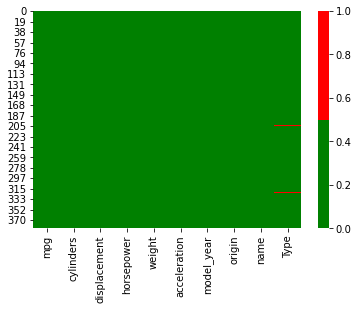 0
19
38
57
76
94
113
131
149
168
187
205
223
241
259
278
297
315
333
352
370
mpg
cylinders
displacement
horsepower
weight
acceleration
model_year
origin
name
Type
1.0
0.8
0.6
0.4
0.2
0.0